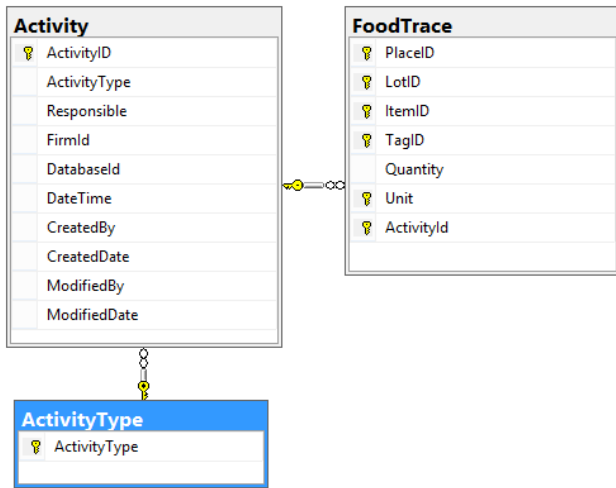 Activity
ActivityID
ActivityType
Responsible
FirmId
DatabaseId
DateTime
CreatedBy
CreatedDate
ModifiedBy
ModifiedDate
FoodTrace
PlaceID
LotID
ItemID
TagID
Quantity
Unit
ActivityId
ActivityType
ActivityType